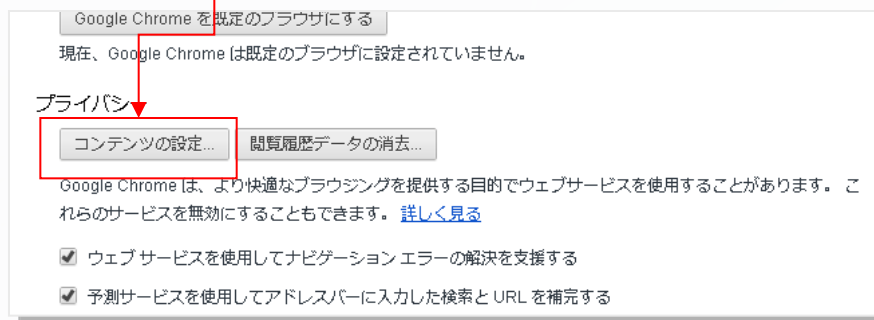 Google Chrome を既定のブラウザにする
現在、Google Chrome は既定のブラウザに設定されていません。
プライバシー
コンテンツの設定... 閲覧履歴データの消去...
Google Chrome は、より快適なブラウジングを提供する目的でウェブサービスを使用することがあります。 こ
れらのサービスを無効にすることもできます。 詳しく見る
ウェブ サービスを使用してナビゲーション エラーの解決を支援する
予測サービスを使用してアドレスバーに入力した検索と URL を補完する